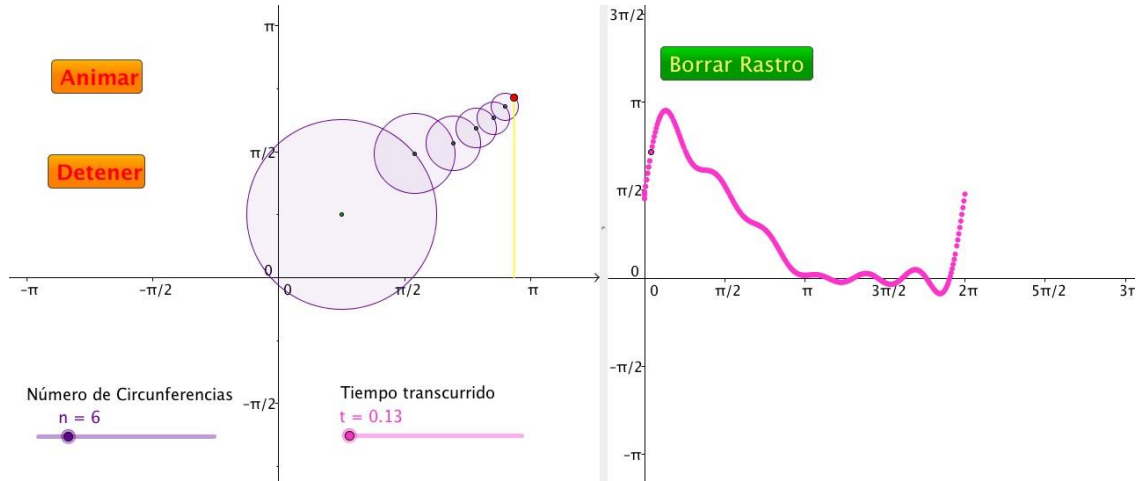 Animar
Detener
π
π/2
0
-π/2
-π
-π/2
0
π/2
π
Número de Circunferencias
n = 6
Tiempo transcurrido
t = 0.13
Borrar Rastro
3π/2
π
π/2
0
-π/2
-π
0
π/2
π
3π/2
2π
5π/2
3π